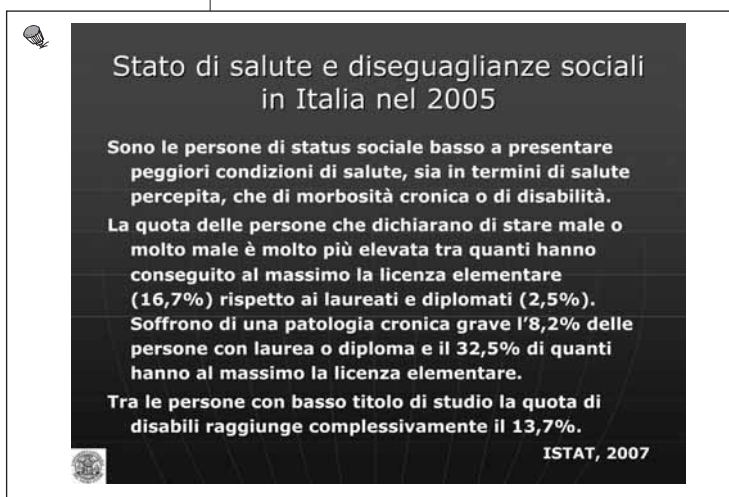 Stato di salute e diseguaglianze sociali
in Italia nel 2005
Sono le persone di status sociale basso a presentare
peggiori condizioni di salute, sia in termini di salute
percepita, che di morbosità cronica o di disabilità.
La quota delle persone che dichiarano di stare male o
molto male è molto più elevata tra quanti hanno
conseguito al massimo la licenza elementare
(16,7%) rispetto ai laureati e diplomati (2,5%).
Soffrono di una patologia cronica grave l'8,2% delle
persone con laurea o diploma e il 32,5% di quanti
hanno al massimo la licenza elementare.
Tra le persone con basso titolo di studio la quota di
disabili raggiunge complessivamente il 13,7%.
ISTAT, 2007